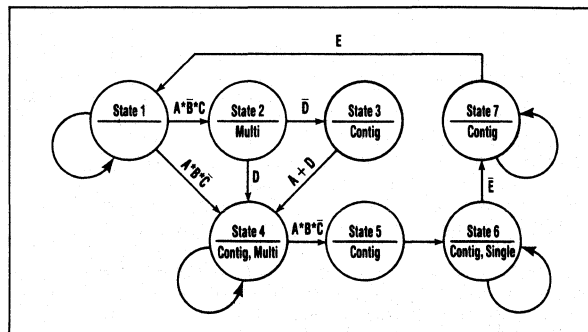 E
State 1
A*B̅*C
State 2
Multi
D̅
State 3
Contig
State 7
Contig
A*B*C̅
D
A + D
E̅
State 4
Contig, Multi
A*B*C̅
State 5
Contig
State 6
Contig, Single